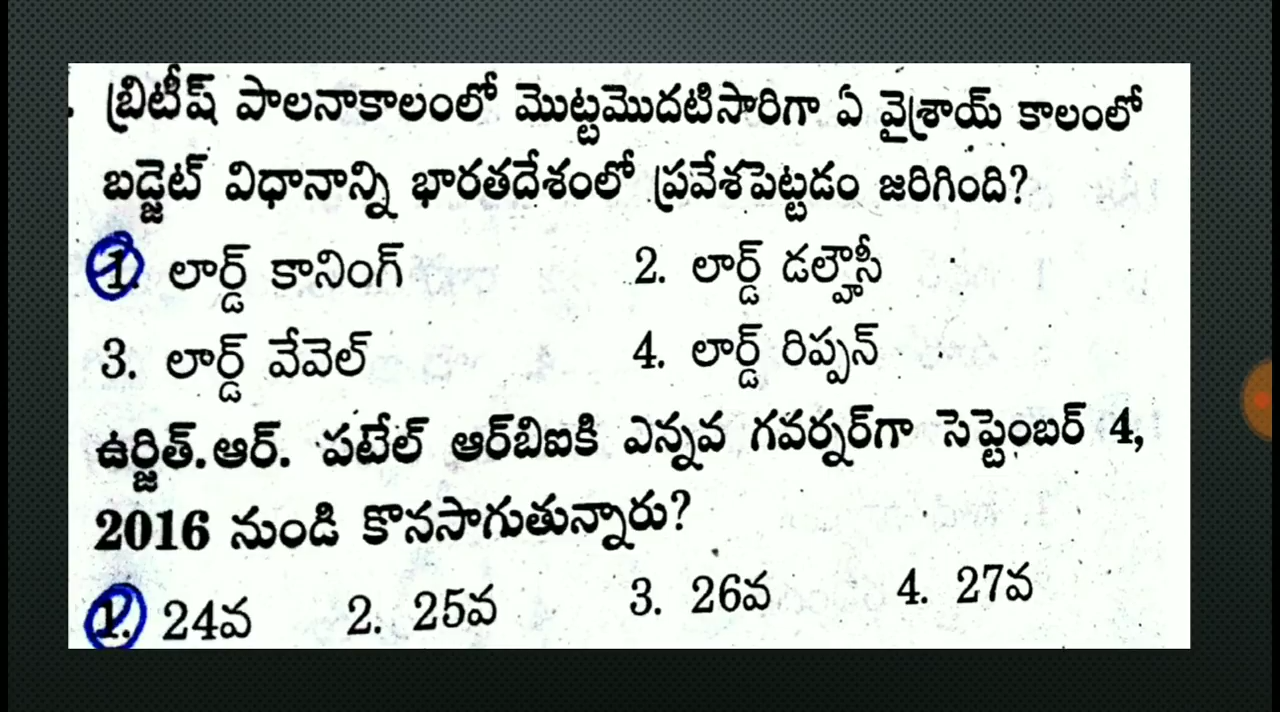 . బ్రిటీష్ పాలనాకాలంలో మొట్టమొదటిసారిగా ఏ వైశ్రాయ్ కాలంలో
బడ్జెట్ విధానాన్ని భారతదేశంలో ప్రవేశపెట్టడం జరిగింది?
1. లార్డ్ కానింగ్ 2. లార్డ్ డల్హౌసీ
3. లార్డ్ వేవెల్ 4. లార్డ్ రిప్పన్
ఉర్జిత్.ఆర్. పటేల్ ఆర్‌బిఐకి ఎన్నవ గవర్నర్‌గా సెప్టెంబర్ 4,
2016 నుండి కొనసాగుతున్నారు?
1. 24వ 2. 25వ 3. 26వ 4. 27వ